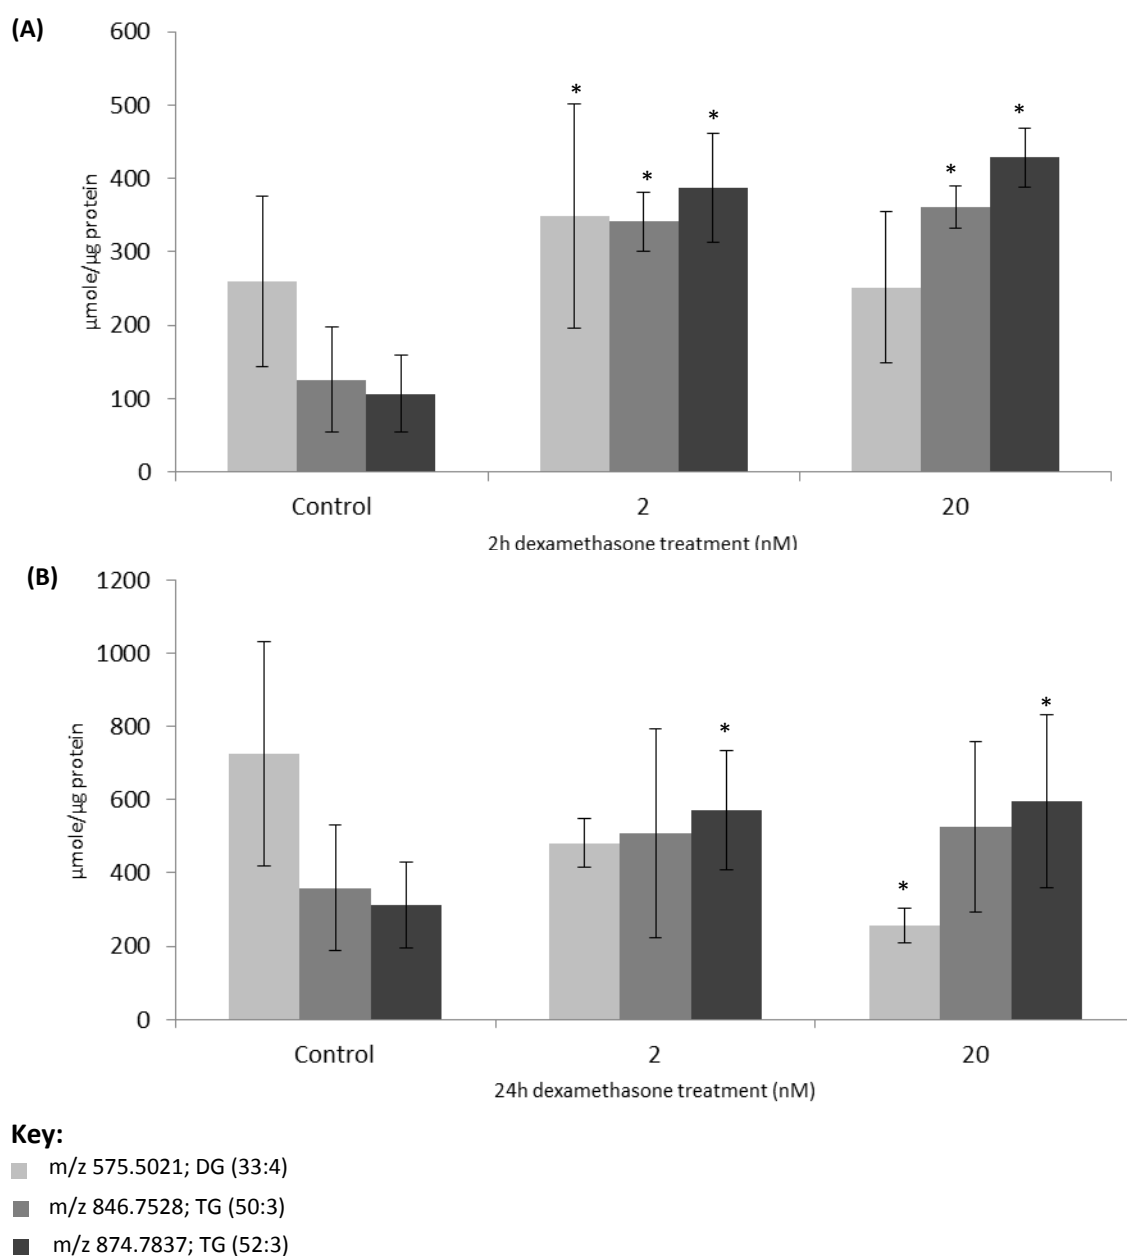 (A)
600
500
400
300
200
100
0
µmole/µg protein
* * * * *
Control 2 20
2h dexamethasone treatment (nM)
(B)
1200
1000
800
600
400
200
0
µmole/µg protein
* * *
Control 2 20
24h dexamethasone treatment (nM)
Key:
m/z 575.5021; DG (33:4)
m/z 846.7528; TG (50:3)
m/z 874.7837; TG (52:3)